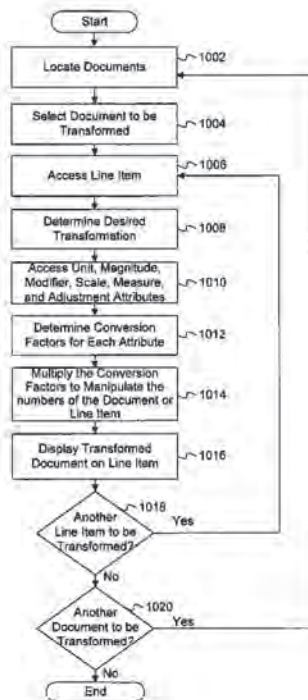 Start
Locate Documents
1002
Select Document to be
Transformed
1004
Access Line Item
1006
Determine Desired
Transformation
1008
Access Unit, Magnitude,
Modifier, Scale, Measure,
and Adjustment Attributes
1010
Determine Conversion
Factors for Each Attribute
1012
Multiply the Conversion
Factors to Manipulate the
numbers of the Document or
Line Item
1014
Display Transformed
Document on Line Item
1016
1018
Another
Line Item to be
Transformed?
Yes
No
1020
Another
Document to be
Transformed?
Yes
No
End